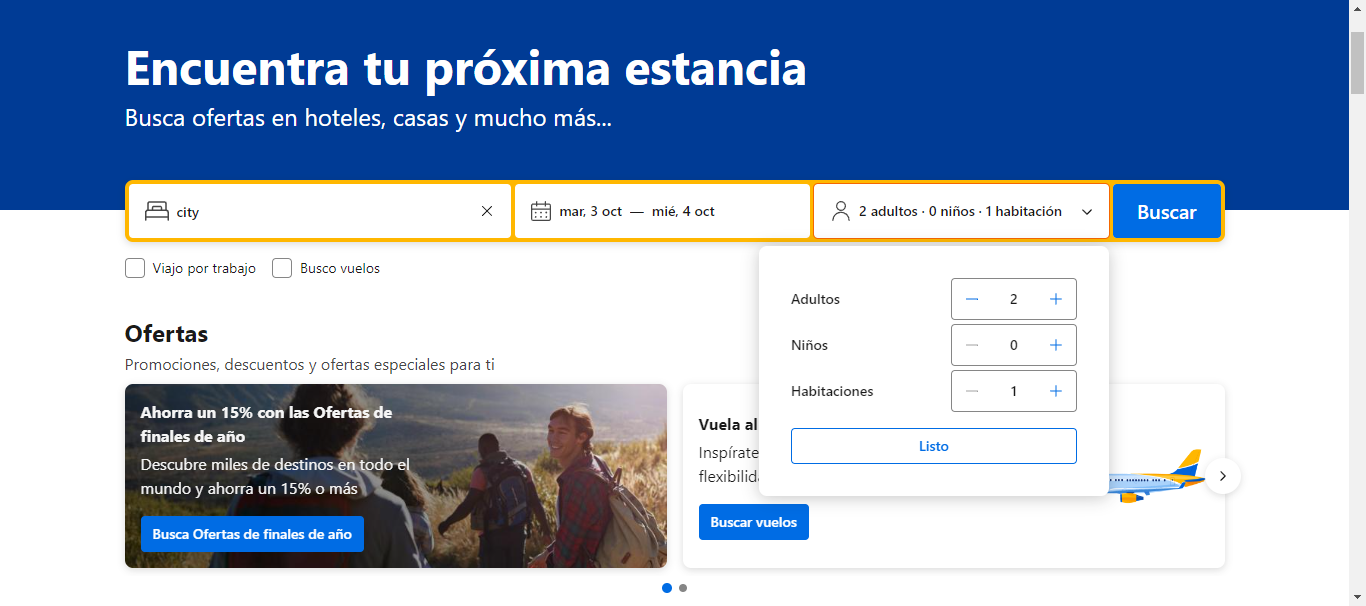 Encuentra tu próxima estancia
Busca ofertas en hoteles, casas y mucho más...
city
mar, 3 oct — mié, 4 oct
2 adultos · 0 niños · 1 habitación
Buscar
Viajo por trabajo
Busco vuelos
Adultos
2
Niños
0
Habitaciones
1
Listo
Ofertas
Promociones, descuentos y ofertas especiales para ti
Ahorra un 15% con las Ofertas de
finales de año
Descubre miles de destinos en todo el
mundo y ahorra un 15% o más
Busca Ofertas de finales de año
Vuela al
Inspírate
Buscar vuelos